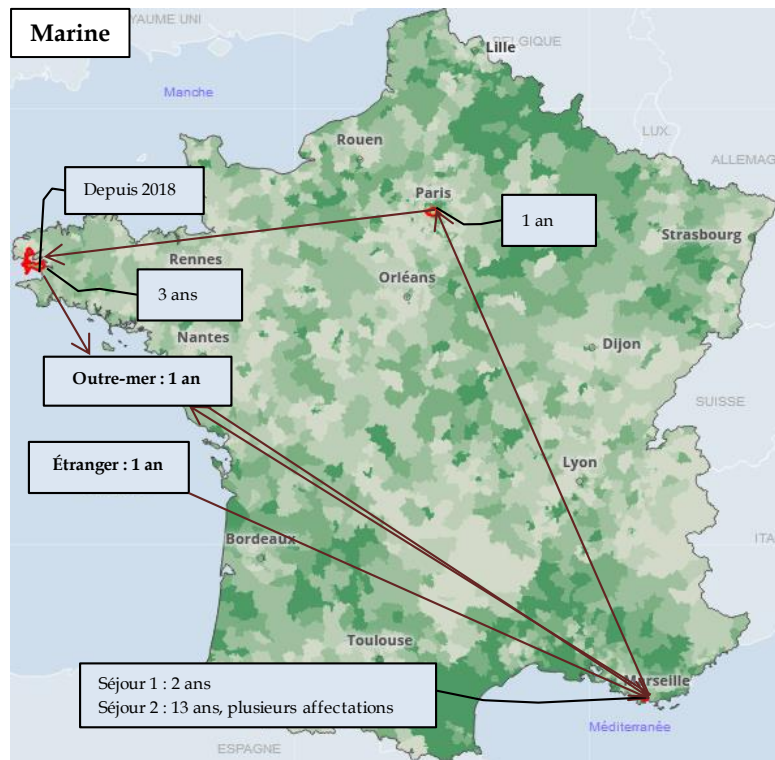 Marine
ROYAUME UNI
Lille
BELGIQUE
Manche
LUX.
Rouen
ALLEMAG
Depuis 2018
Paris
1 an
Strasbourg
Rennes
Orléans
3 ans
Nantes
Dijon
Outre-mer : 1 an
SUISSE
Étranger : 1 an
Lyon
Bordeaux
ITA
Toulouse
Séjour 1 : 2 ans
Séjour 2 : 13 ans, plusieurs affectations
Marseille
Méditerranée
ESPAGNE